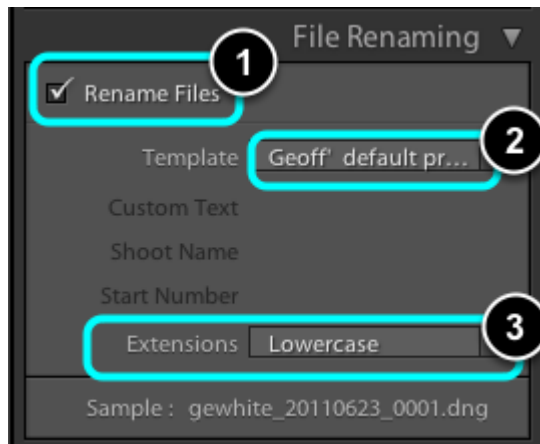 File Renaming
1
Rename Files
2
Template Geoff' default pr...
Custom Text
Shoot Name
Start Number
3
Extensions Lowercase
Sample : gewhite_20110623_0001.dng